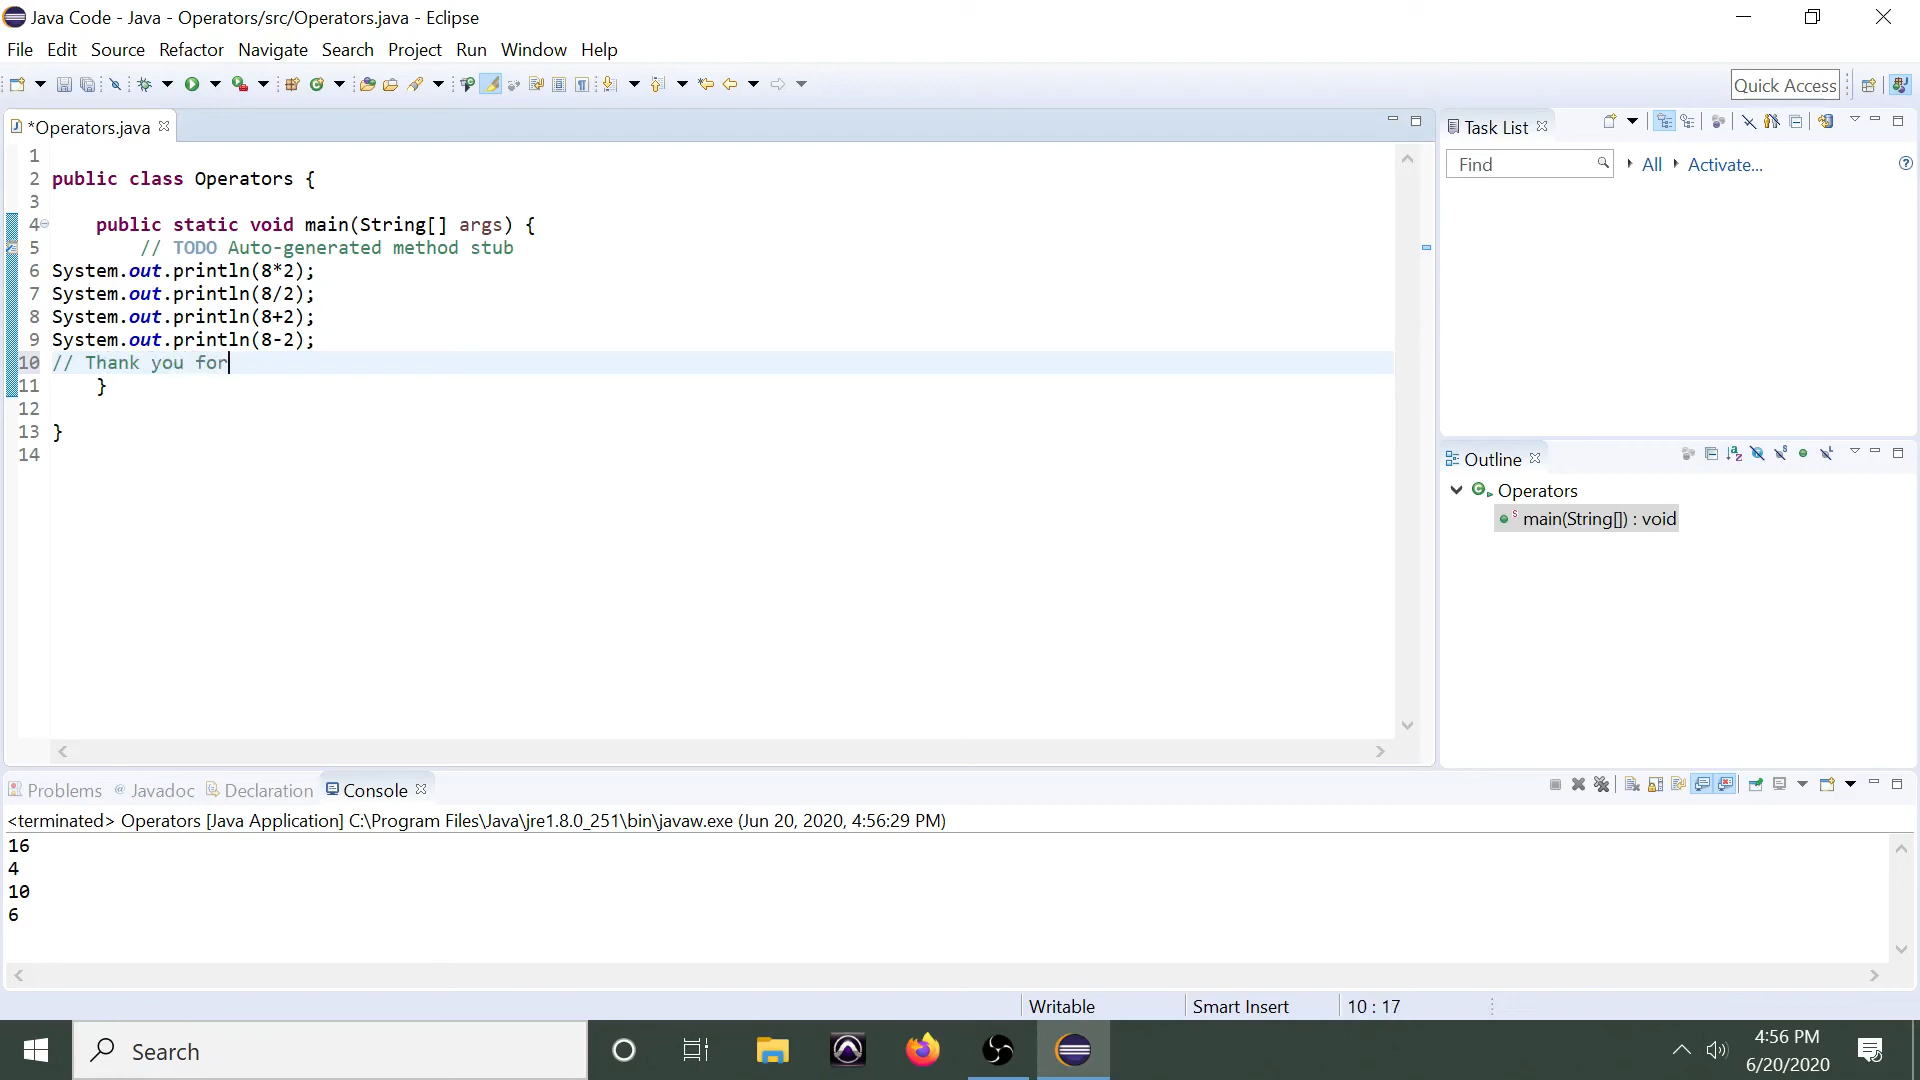 Java Code - Java - Operators/src/Operators.java - Eclipse
File Edit Source Refactor Navigate Search Project Run Window Help
Quick Access
*Operators.java
1
2 public class Operators {
3
4 public static void main(String[] args) {
5 // TODO Auto-generated method stub
6 System.out.println(8*2);
7 System.out.println(8/2);
8 System.out.println(8+2);
9 System.out.println(8-2);
10 // Thank you for
11 }
12
13 }
14
Task List
Find All Activate...
Outline
Operators
main(String[]) : void
Problems @ Javadoc Declaration Console
<terminated> Operators [Java Application] C:\Program Files\Java\jre1.8.0_251\bin\javaw.exe (Jun 20, 2020, 4:56:29 PM)
16
4
10
6
Writable Smart Insert 10 : 17
Search
4:56 PM
6/20/2020